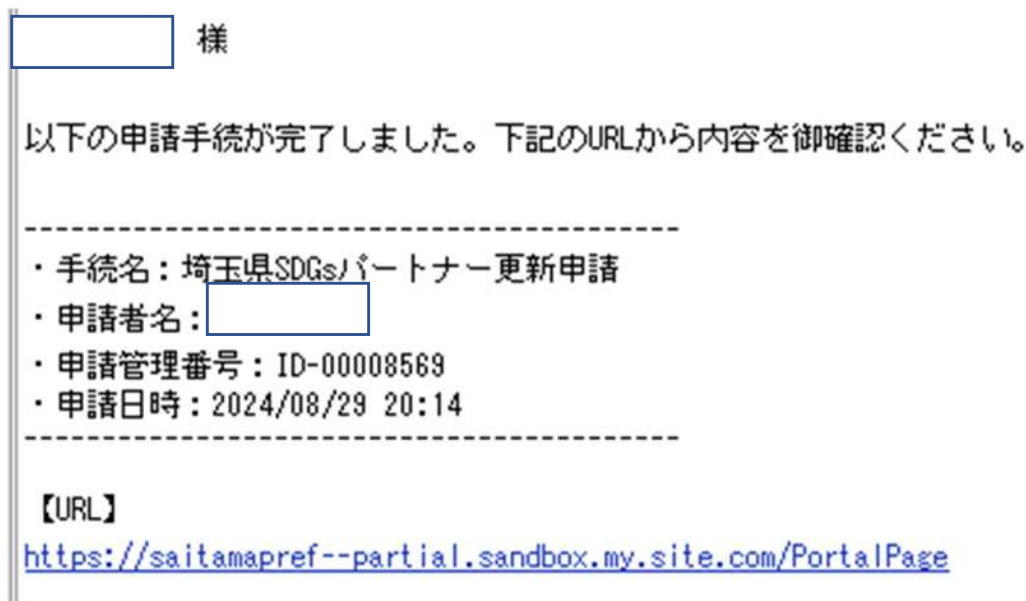 様
以下の申請手続が完了しました。下記のURLから内容を御確認ください。
------------------------------------------
・手続名：埼玉県SDGsパートナー更新申請
・申請者名：
・申請管理番号：ID-00008569
・申請日時：2024/08/29 20:14
------------------------------------------
【URL】
https://saitamapref--partial.sandbox.my.site.com/PortalPage